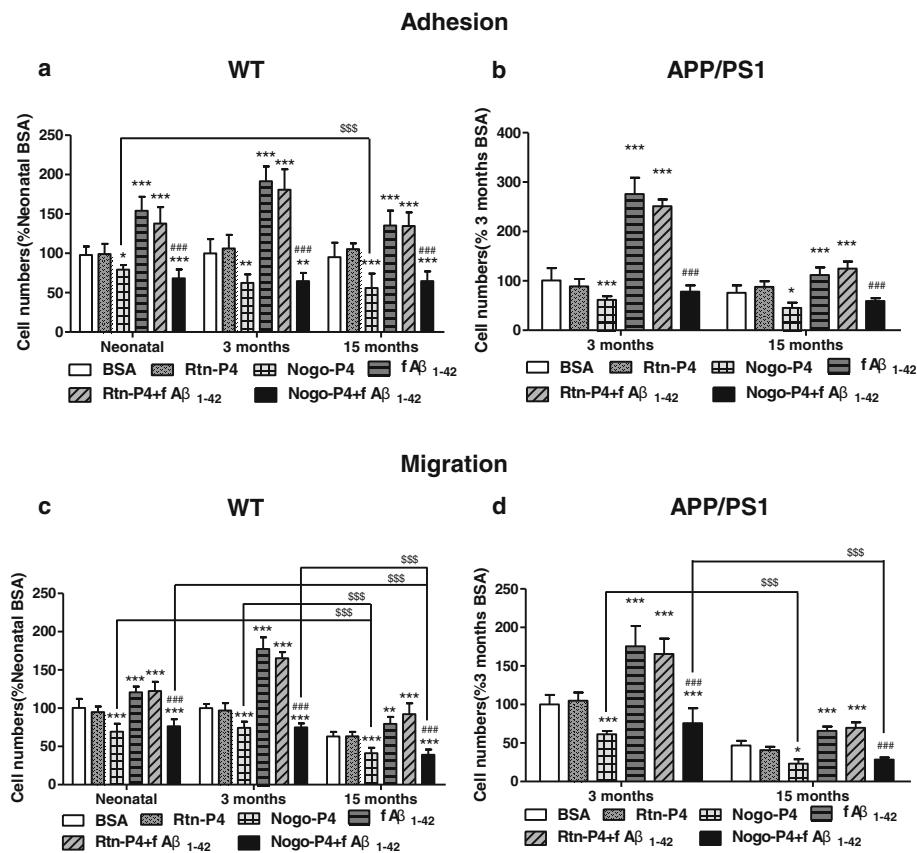 Adhesion
a
WT
Cell numbers(%Neonatal BSA)
250
200
150
100
50
0
$$$
* *** *** ### ***
** *** *** ### **
*** *** *** ### ***
Neonatal 3 months 15 months
BSA Rtn-P4 Nogo-P4 f Aβ 1-42
Rtn-P4+f Aβ 1-42 Nogo-P4+f Aβ 1-42
b
APP/PS1
Cell numbers(% 3 months BSA)
400
300
200
100
0
*** *** *** ###
* *** *** ###
3 months 15 months
BSA Rtn-P4 Nogo-P4 f Aβ 1-42
Rtn-P4+f Aβ 1-42 Nogo-P4+f Aβ 1-42
Migration
c
WT
Cell numbers(%Neonatal BSA)
250
200
150
100
50
0
$$$
$$$
$$$
$$$
*** *** *** ### ***
*** *** *** ### ***
*** ** *** ### ***
Neonatal 3 months 15 months
BSA Rtn-P4 Nogo-P4 f Aβ 1-42
Rtn-P4+f Aβ 1-42 Nogo-P4+f Aβ 1-42
d
APP/PS1
Cell numbers(%3 months BSA)
250
200
150
100
50
0
$$$
$$$
*** *** *** ### ***
* *** *** ###
3 months 15 months
BSA Rtn-P4 Nogo-P4 f Aβ 1-42
Rtn-P4+f Aβ 1-42 Nogo-P4+f Aβ 1-42